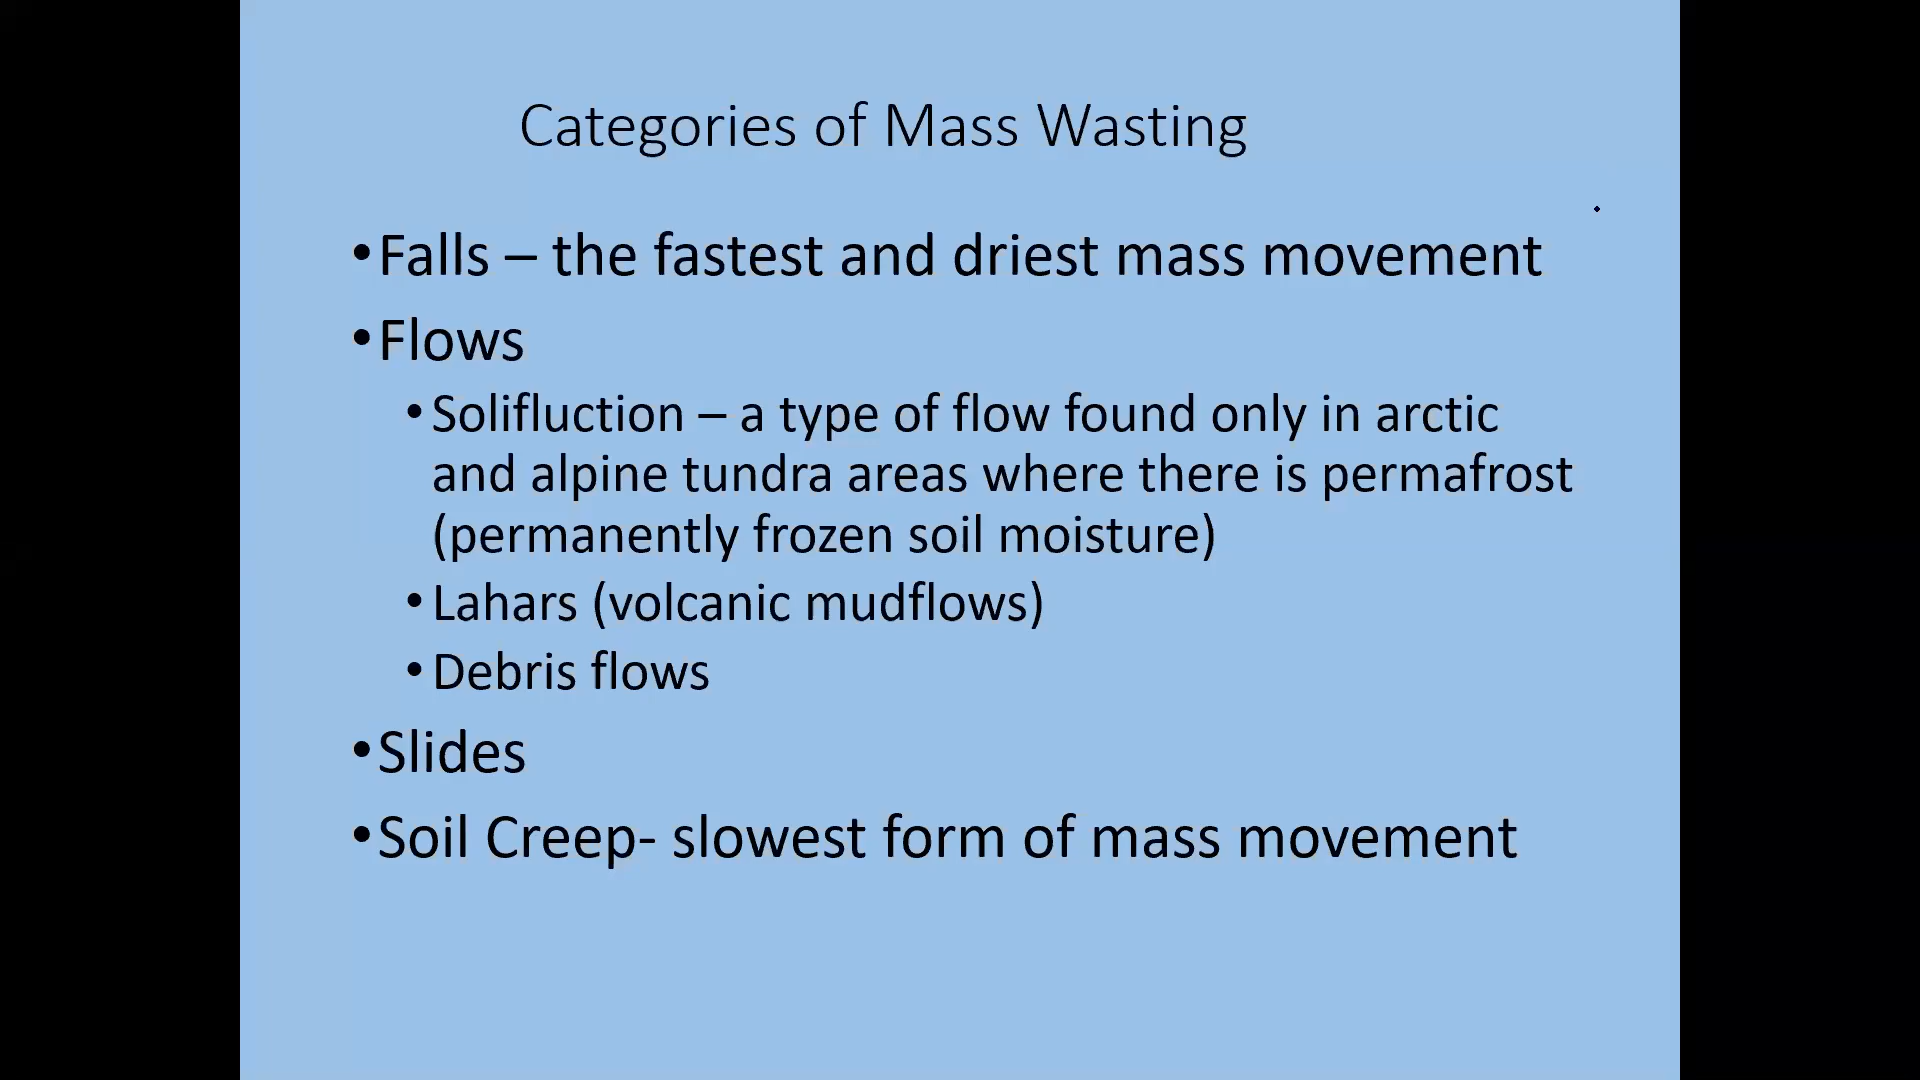 Categories of Mass Wasting
•Falls – the fastest and driest mass movement
•Flows
•Solifluction – a type of flow found only in arctic
and alpine tundra areas where there is permafrost
(permanently frozen soil moisture)
•Lahars (volcanic mudflows)
•Debris flows
•Slides
•Soil Creep- slowest form of mass movement